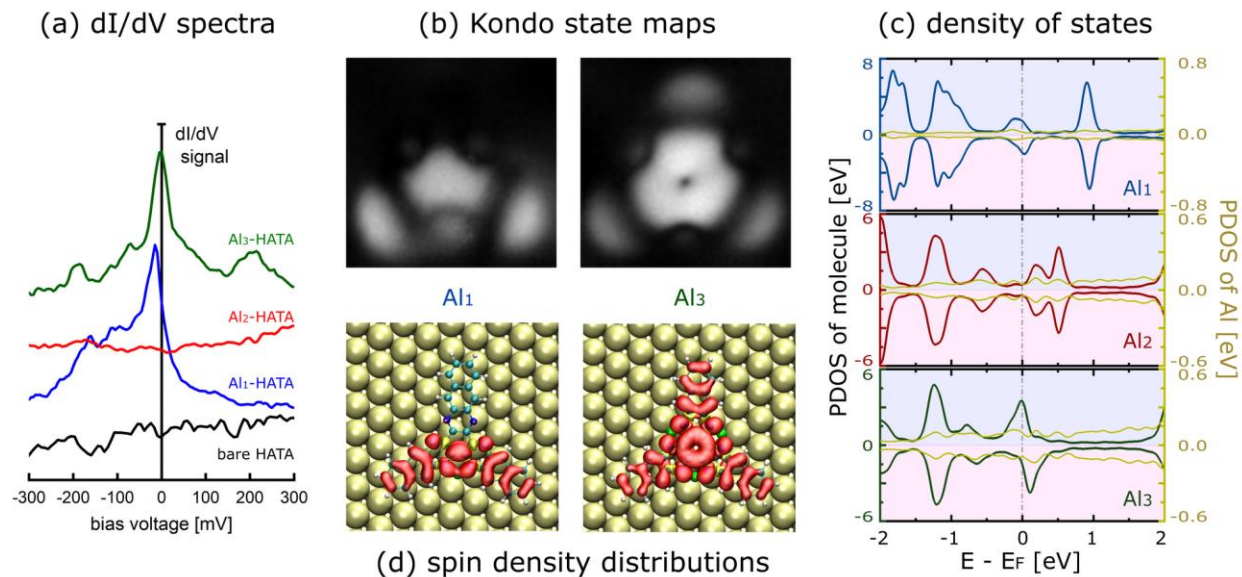 (a) dI/dV spectra
(b) Kondo state maps
(c) density of states
dI/dV
signal
Al3-HATA
Al2-HATA
Al1-HATA
bare HATA
-300 -200 -100 0 100 200 300
bias voltage [mV]
Al1
Al3
(d) spin density distributions
PDOS of molecule [eV]
8
0
-8
0.8
0.0
-0.8
Al1
6
0
-6
0.6
0.0
-0.6
Al2
6
0
-6
0.6
0.0
-0.6
Al3
PDOS of Al [eV]
-2 -1 0 1 2
E - EF [eV]